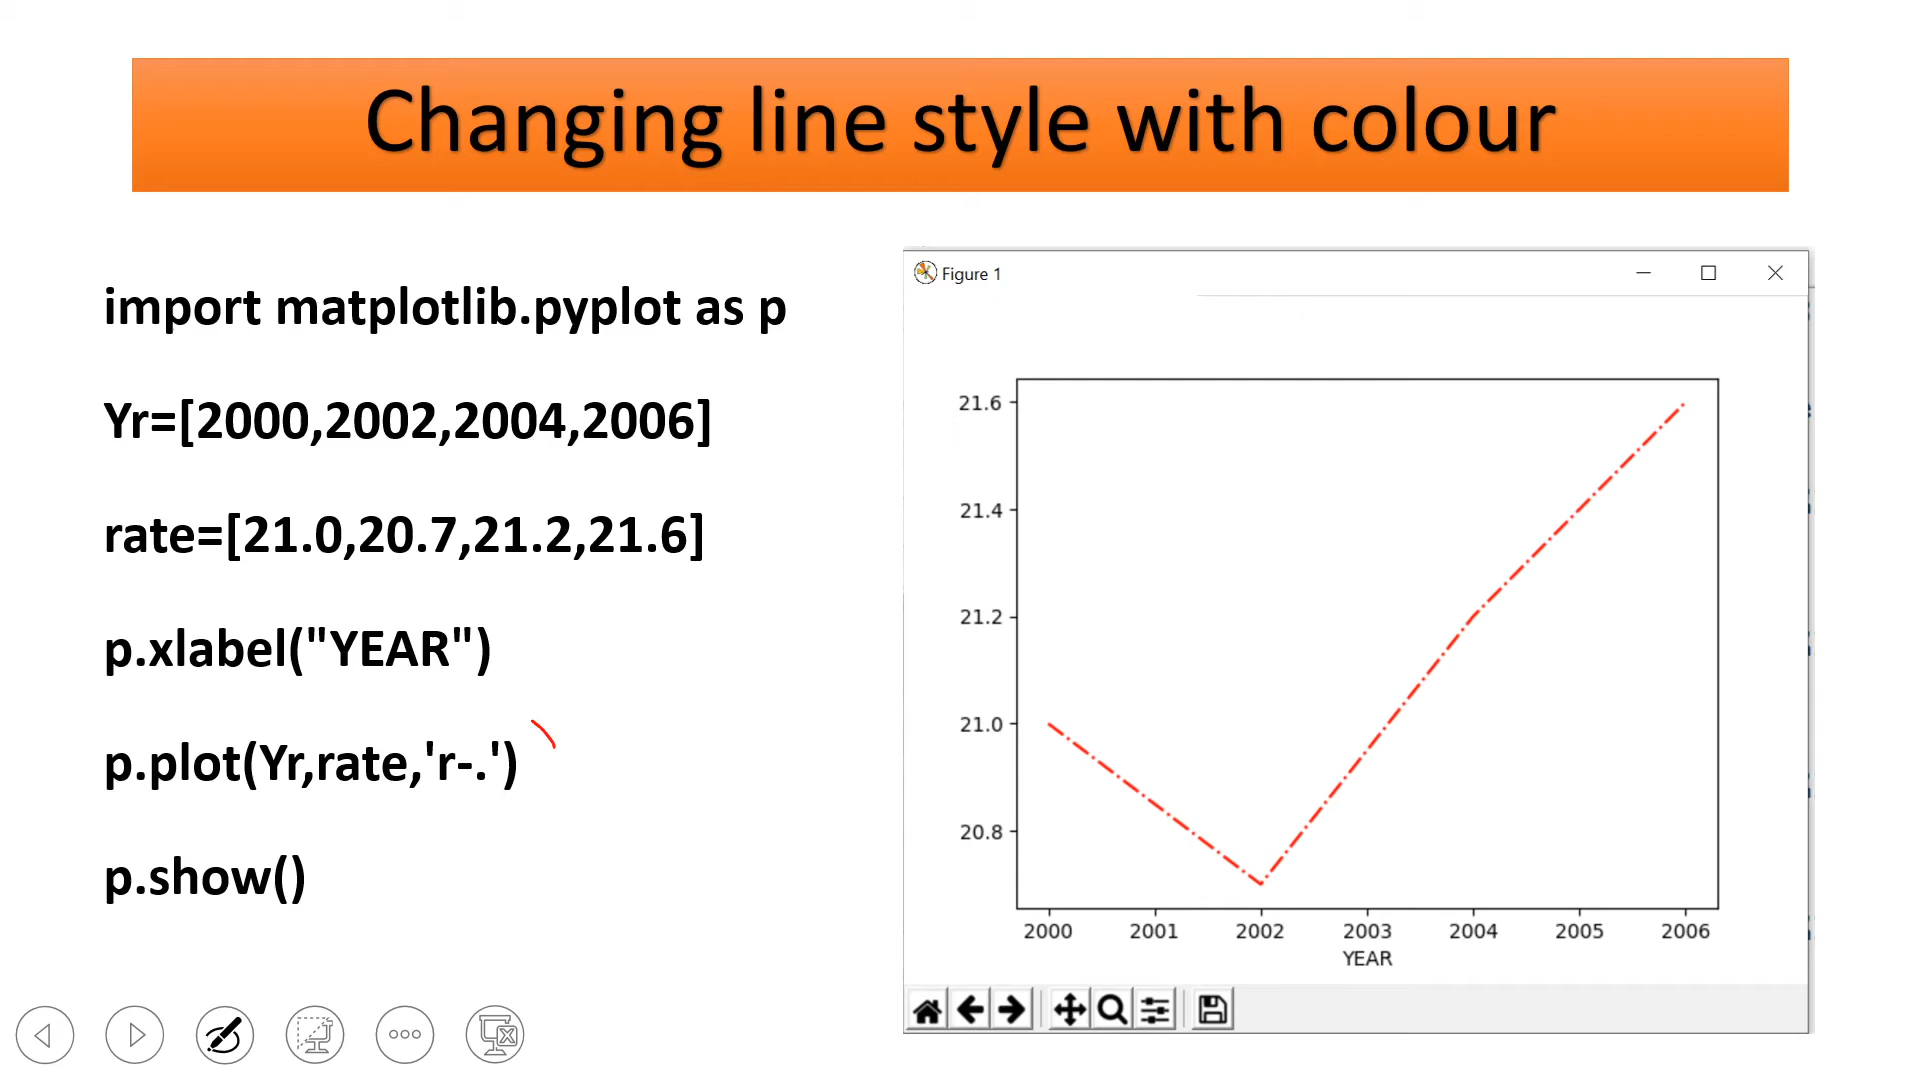 Changing line style with colour
import matplotlib.pyplot as p
Yr=[2000,2002,2004,2006]
rate=[21.0,20.7,21.2,21.6]
p.xlabel("YEAR")
p.plot(Yr,rate,'r-.')
p.show()
Figure 1
21.6
21.4
21.2
21.0
20.8
2000 2001 2002 2003 2004 2005 2006
YEAR